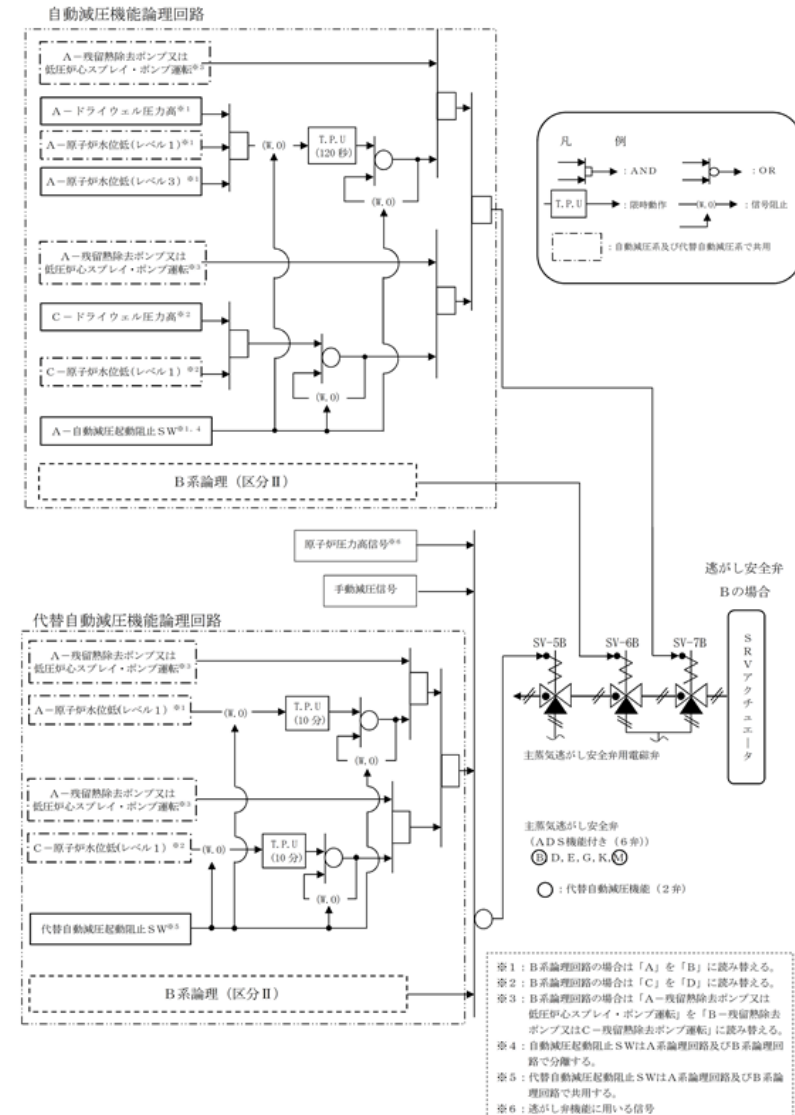 自動減圧機能論理回路
A－残留熱除去ポンプ又は
低圧炉心スプレイ・ポンプ運転※3
A－ドライウェル圧力高※1
A－原子炉水位低(レベル1)※1
A－原子炉水位低(レベル3)※1
(W.O)
T.P.U
(120秒)
(W.O)
A－残留熱除去ポンプ又は
低圧炉心スプレイ・ポンプ運転※3
C－ドライウェル圧力高※2
C－原子炉水位低(レベル1)※2
(W.O)
A－自動減圧起動阻止SW※1、4
B系論理(区分Ⅱ)
凡 例
：AND
：OR
T.P.U
：限時動作
(W.O)
：信号阻止
：自動減圧系及び代替自動減圧系で共用
原子炉圧力高信号※6
手動減圧信号
代替自動減圧機能論理回路
A－残留熱除去ポンプ又は
低圧炉心スプレイ・ポンプ運転※3
A－原子炉水位低(レベル1)※1
(W.O)
T.P.U
(10分)
(W.O)
A－残留熱除去ポンプ又は
低圧炉心スプレイ・ポンプ運転※3
C－原子炉水位低(レベル1)※2
(W.O)
T.P.U
(10分)
(W.O)
代替自動減圧起動阻止SW※5
B系論理(区分Ⅱ)
逃がし安全弁
Bの場合
SV-5B
SV-6B
SV-7B
SRVアクチュエータ
主蒸気逃がし安全弁用電磁弁
主蒸気逃がし安全弁
(ADS機能付き(6弁))
B, D, E, G, K, M
：代替自動減圧機能(2弁)
※1：B系論理回路の場合は「A」を「B」に読み替える。
※2：B系論理回路の場合は「C」を「D」に読み替える。
※3：B系論理回路の場合は「A－残留熱除去ポンプ又は
低圧炉心スプレイ・ポンプ運転」を「B－残留熱除去
ポンプ又はC－残留熱除去ポンプ運転」に読み替える。
※4：自動減圧起動阻止SWはA系論理回路及びB系論理回
路で分離する。
※5：代替自動減圧起動阻止SWはA系論理回路及びB系論
理回路で共用する。
※6：逃がし弁機能に用いる信号